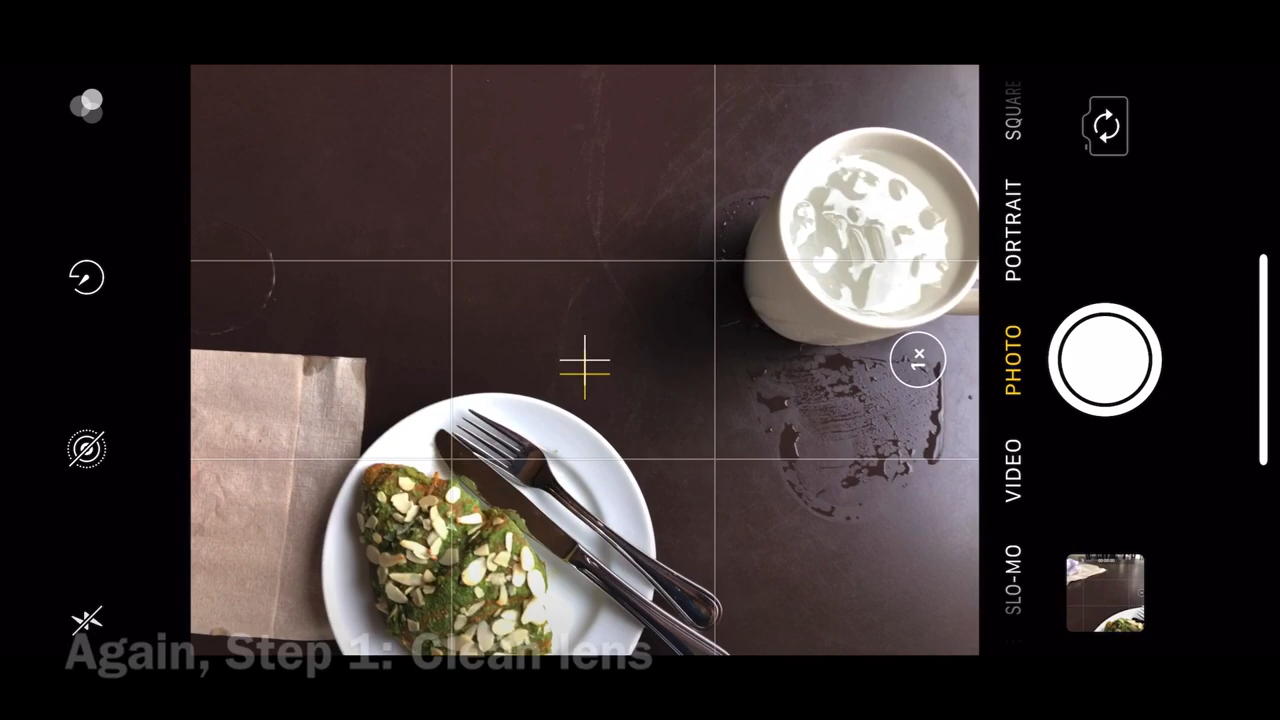 SQUARE
PORTRAIT
PHOTO
VIDEO
SLO-MO
1×
Again, Step 1: Clean lens